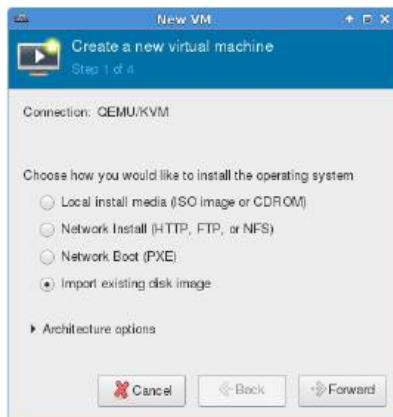 New VM
Create a new virtual machine
Step 1 of 4
Connection: QEMU/KVM
Choose how you would like to install the operating system
Local install media (ISO image or CDROM)
Network Install (HTTP, FTP, or NFS)
Network Boot (PXE)
Import existing disk image
Architecture options
Cancel
Back
Forward